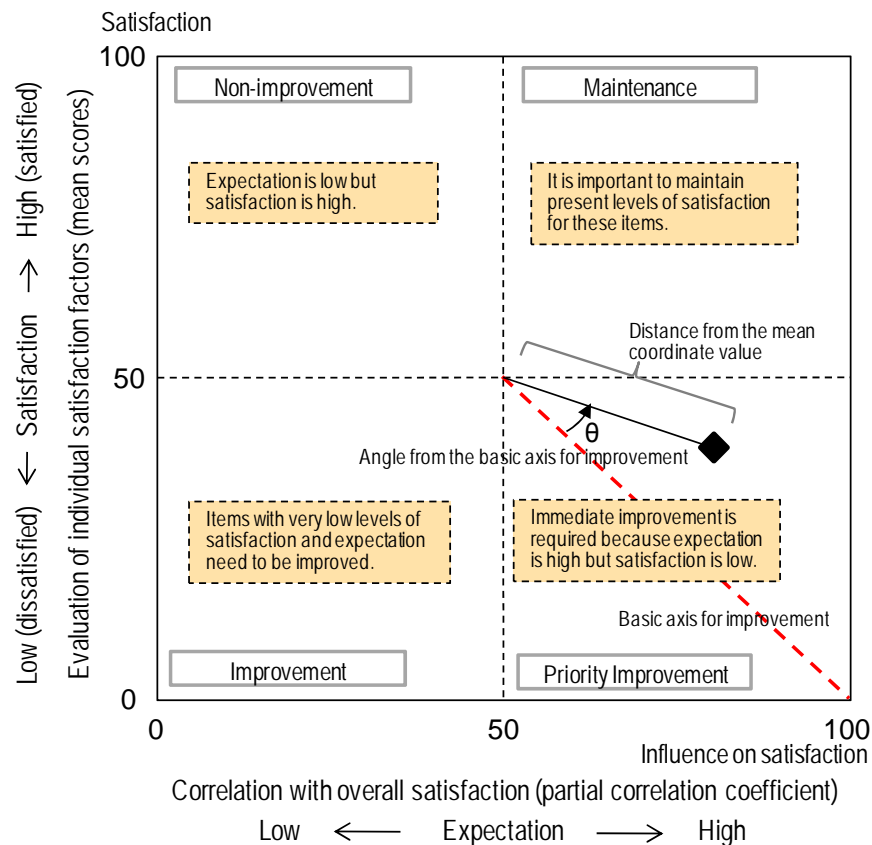 Satisfaction
100
Non-improvement
Maintenance
Expectation is low but
satisfaction is high.
It is important to maintain
present levels of satisfaction
for these items.
Distance from the mean
coordinate value
50
θ
Angle from the basic axis for improvement
Items with very low levels of
satisfaction and expectation
need to be improved.
Immediate improvement is
required because expectation
is high but satisfaction is low.
Basic axis for improvement
Improvement
Priority Improvement
0
0
50
100
Influence on satisfaction
Correlation with overall satisfaction (partial correlation coefficient)
Low ← Expectation → High
Low (dissatisfied) ← Satisfaction → High (satisfied)
Evaluation of individual satisfaction factors (mean scores)